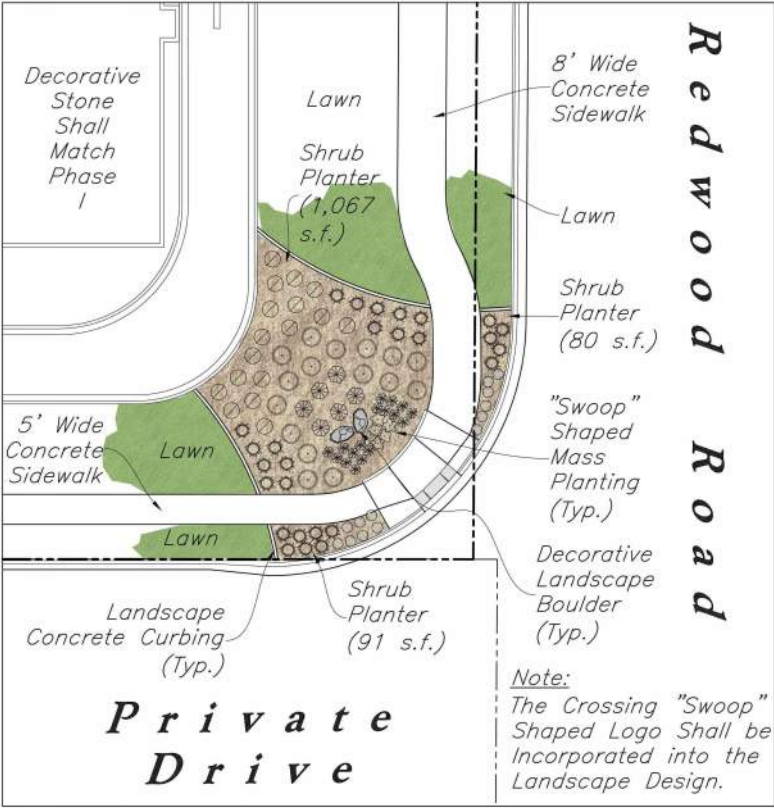 Decorative
Stone
Shall
Match
Phase
I
Lawn
Shrub
Planter
(1,067
s.f.)
8' Wide
Concrete
Sidewalk
Lawn
Shrub
Planter
(80 s.f.)
"Swoop"
Shaped
Mass
Planting
(Typ.)
Decorative
Landscape
Boulder
(Typ.)
Redwood Road
5' Wide
Concrete
Sidewalk
Lawn
Lawn
Landscape
Concrete Curbing
(Typ.)
Shrub
Planter
(91 s.f.)
Private
Drive
Note:
The Crossing "Swoop"
Shaped Logo Shall be
Incorporated into the
Landscape Design.